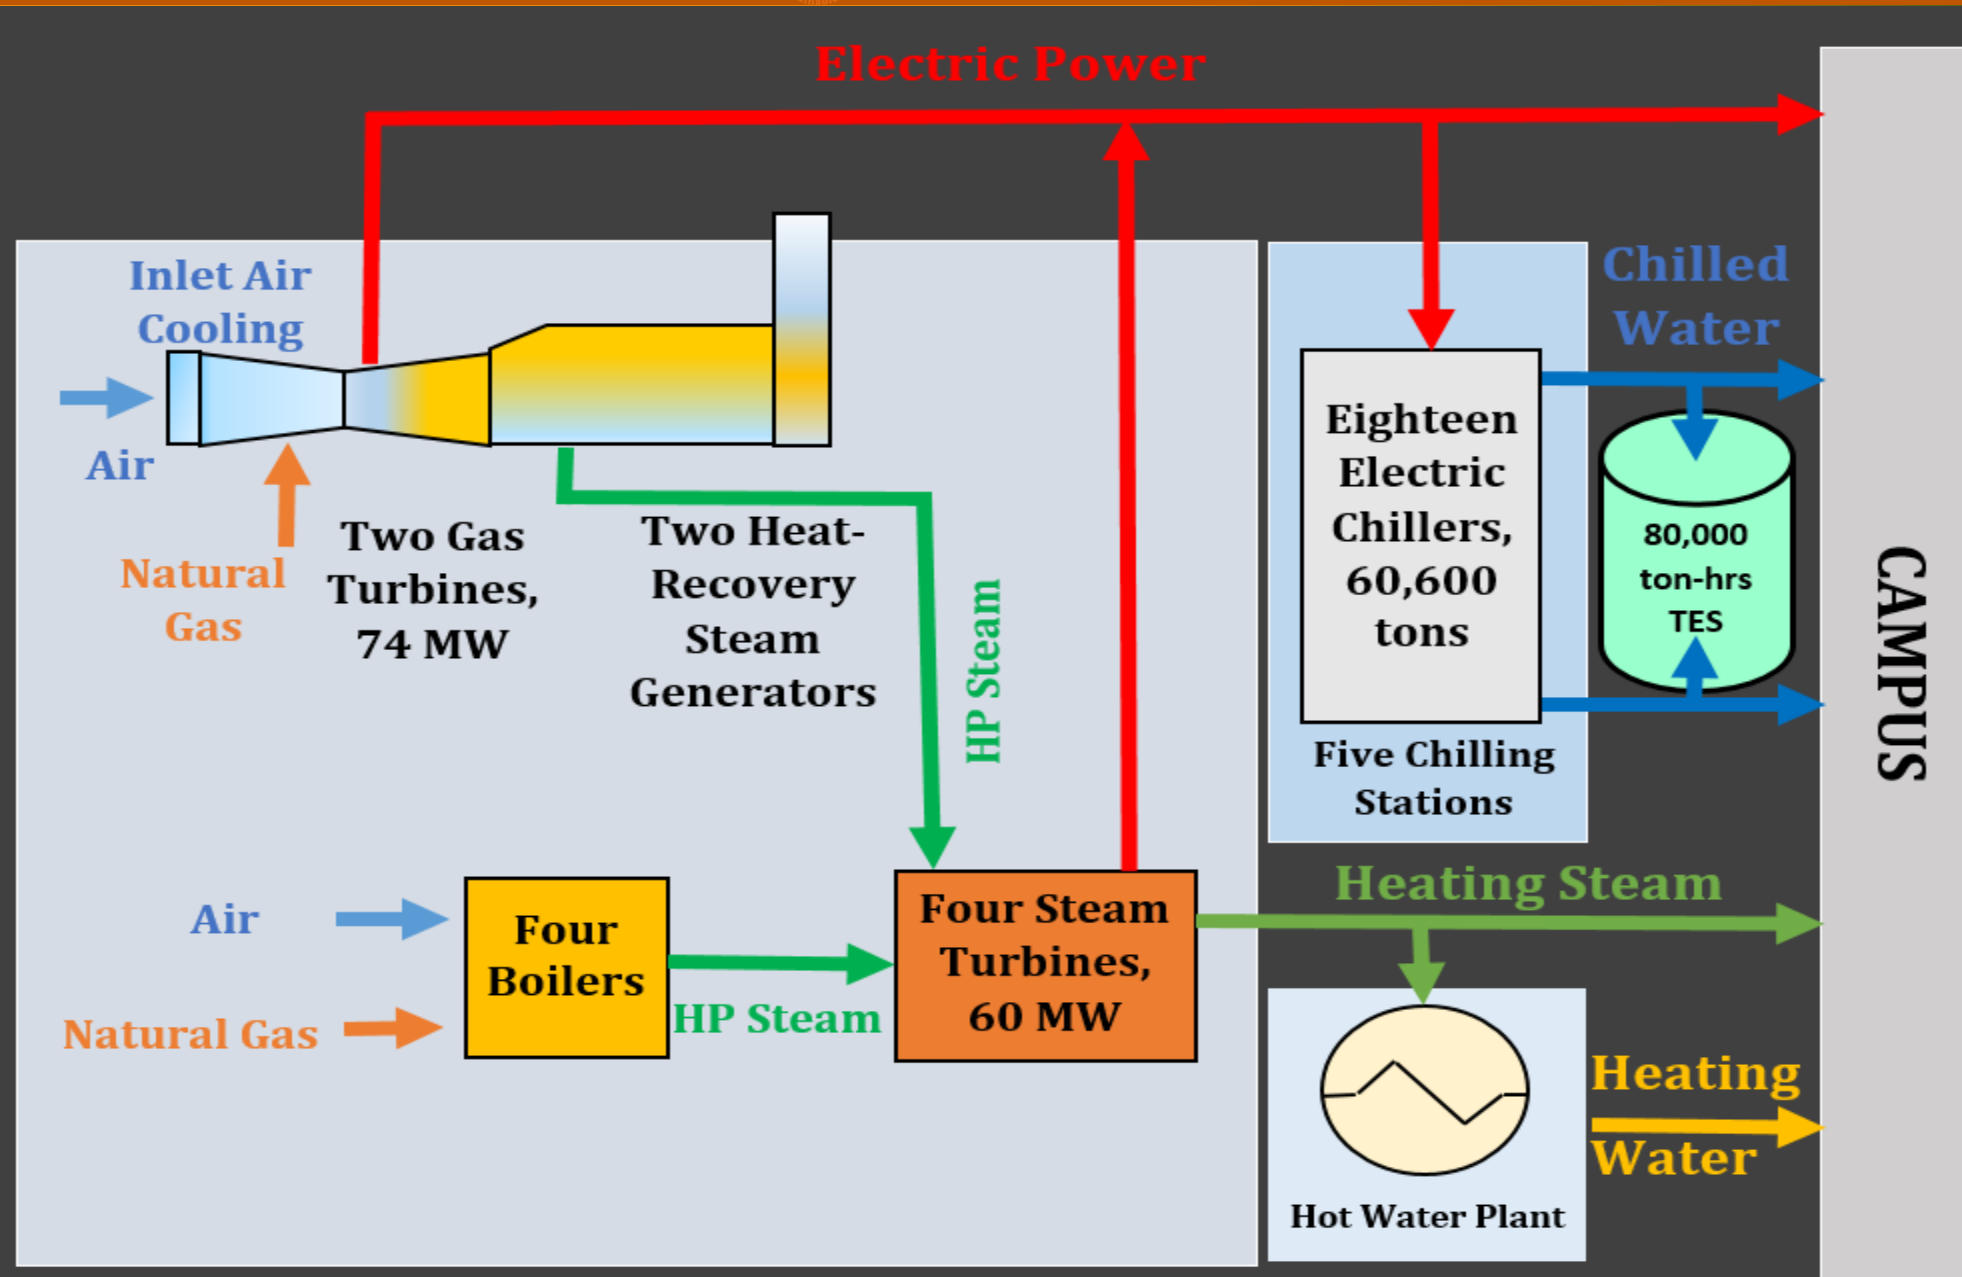 Electric Power
Inlet Air
Cooling
Air
Natural
Gas
Two Gas
Turbines,
74 MW
Two Heat-
Recovery
Steam
Generators
HP Steam
Air
Natural Gas
Four
Boilers
HP Steam
Four Steam
Turbines,
60 MW
Eighteen
Electric
Chillers,
60,600
tons
Five Chilling
Stations
Chilled
Water
80,000
ton-hrs
TES
Heating Steam
Hot Water Plant
Heating
Water
CAMPUS